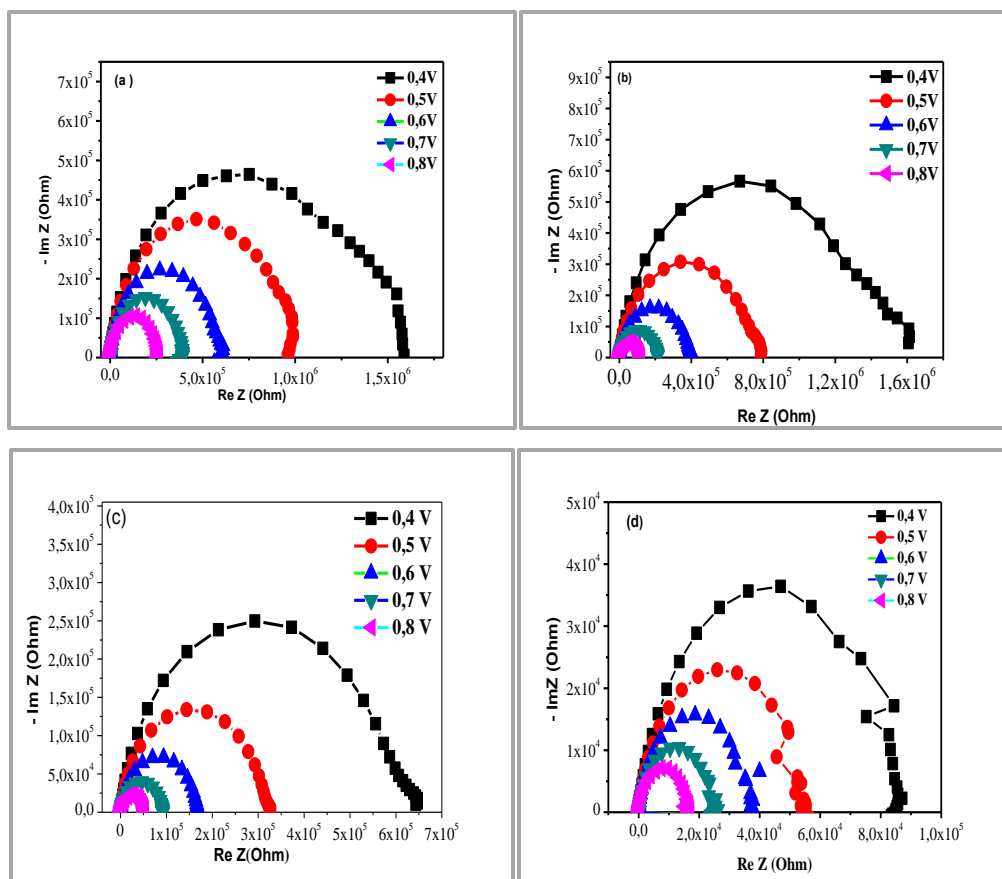 (a )
0,4V
0,5V
0,6V
0,7V
0,8V
7x10⁵
6x10⁵
5x10⁵
4x10⁵
3x10⁵
2x10⁵
1x10⁵
0
- Im Z (Ohm)
0,0 5,0x10⁵ 1,0x10⁶ 1,5x10⁶
Re Z (Ohm)
(b)
0,4V
0,5V
0,6V
0,7V
0,8V
9x10⁵
8x10⁵
7x10⁵
6x10⁵
5x10⁵
4x10⁵
3x10⁵
2x10⁵
1x10⁵
0
- Im Z (Ohm)
0,0 4,0x10⁵ 8,0x10⁵ 1,2x10⁶ 1,6x10⁶
Re Z (Ohm)
(c)
0,4 V
0,5 V
0,6 V
0,7 V
0,8 V
4,0x10⁵
3,5x10⁵
3,0x10⁵
2,5x10⁵
2,0x10⁵
1,5x10⁵
1,0x10⁵
5,0x10⁴
0,0
- Im Z (Ohm)
0 1x10⁵ 2x10⁵ 3x10⁵ 4x10⁵ 5x10⁵ 6x10⁵ 7x10⁵
Re Z(Ohm)
(d)
0,4 V
0,5 V
0,6 V
0,7 V
0,8 V
5x10⁴
4x10⁴
3x10⁴
2x10⁴
1x10⁴
0
- ImZ (Ohm)
0,0 2,0x10⁴ 4,0x10⁴ 6,0x10⁴ 8,0x10⁴ 1,0x10⁵
Re Z (Ohm)